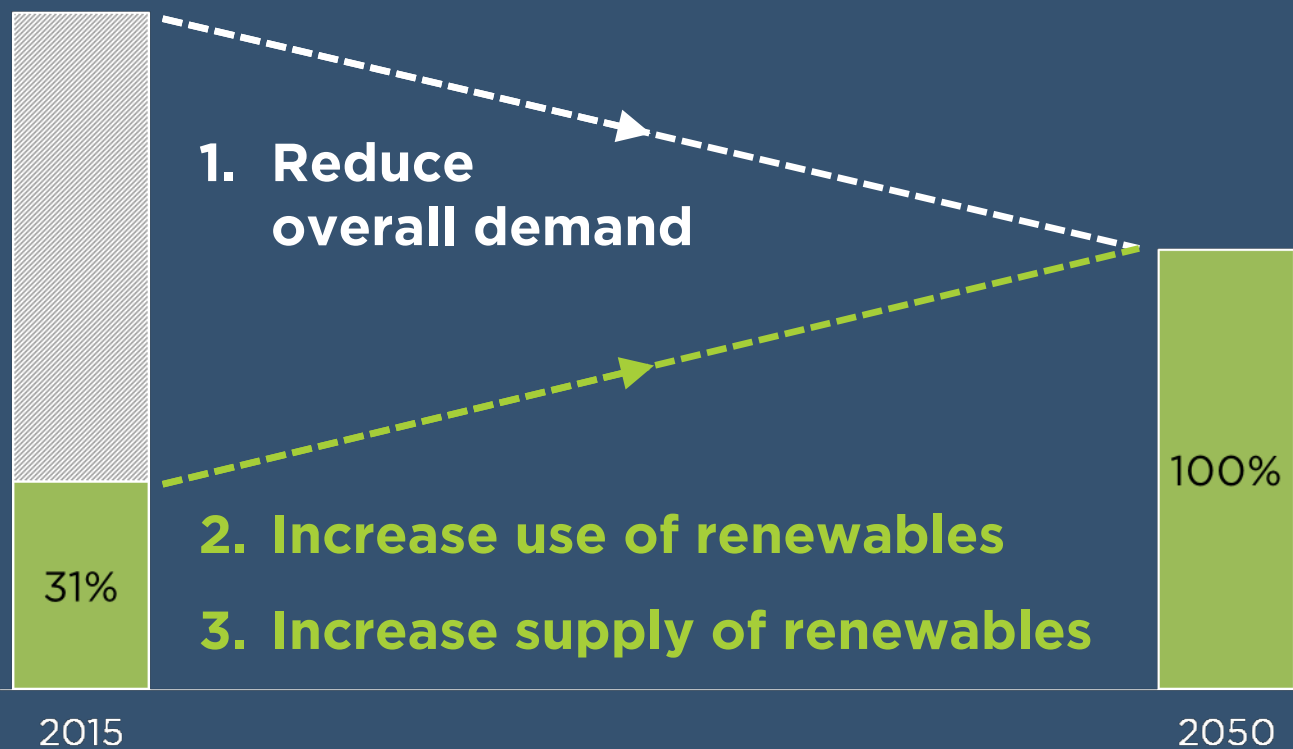 1. Reduce
overall demand
100%
2. Increase use of renewables
31%
3. Increase supply of renewables
2015
2050